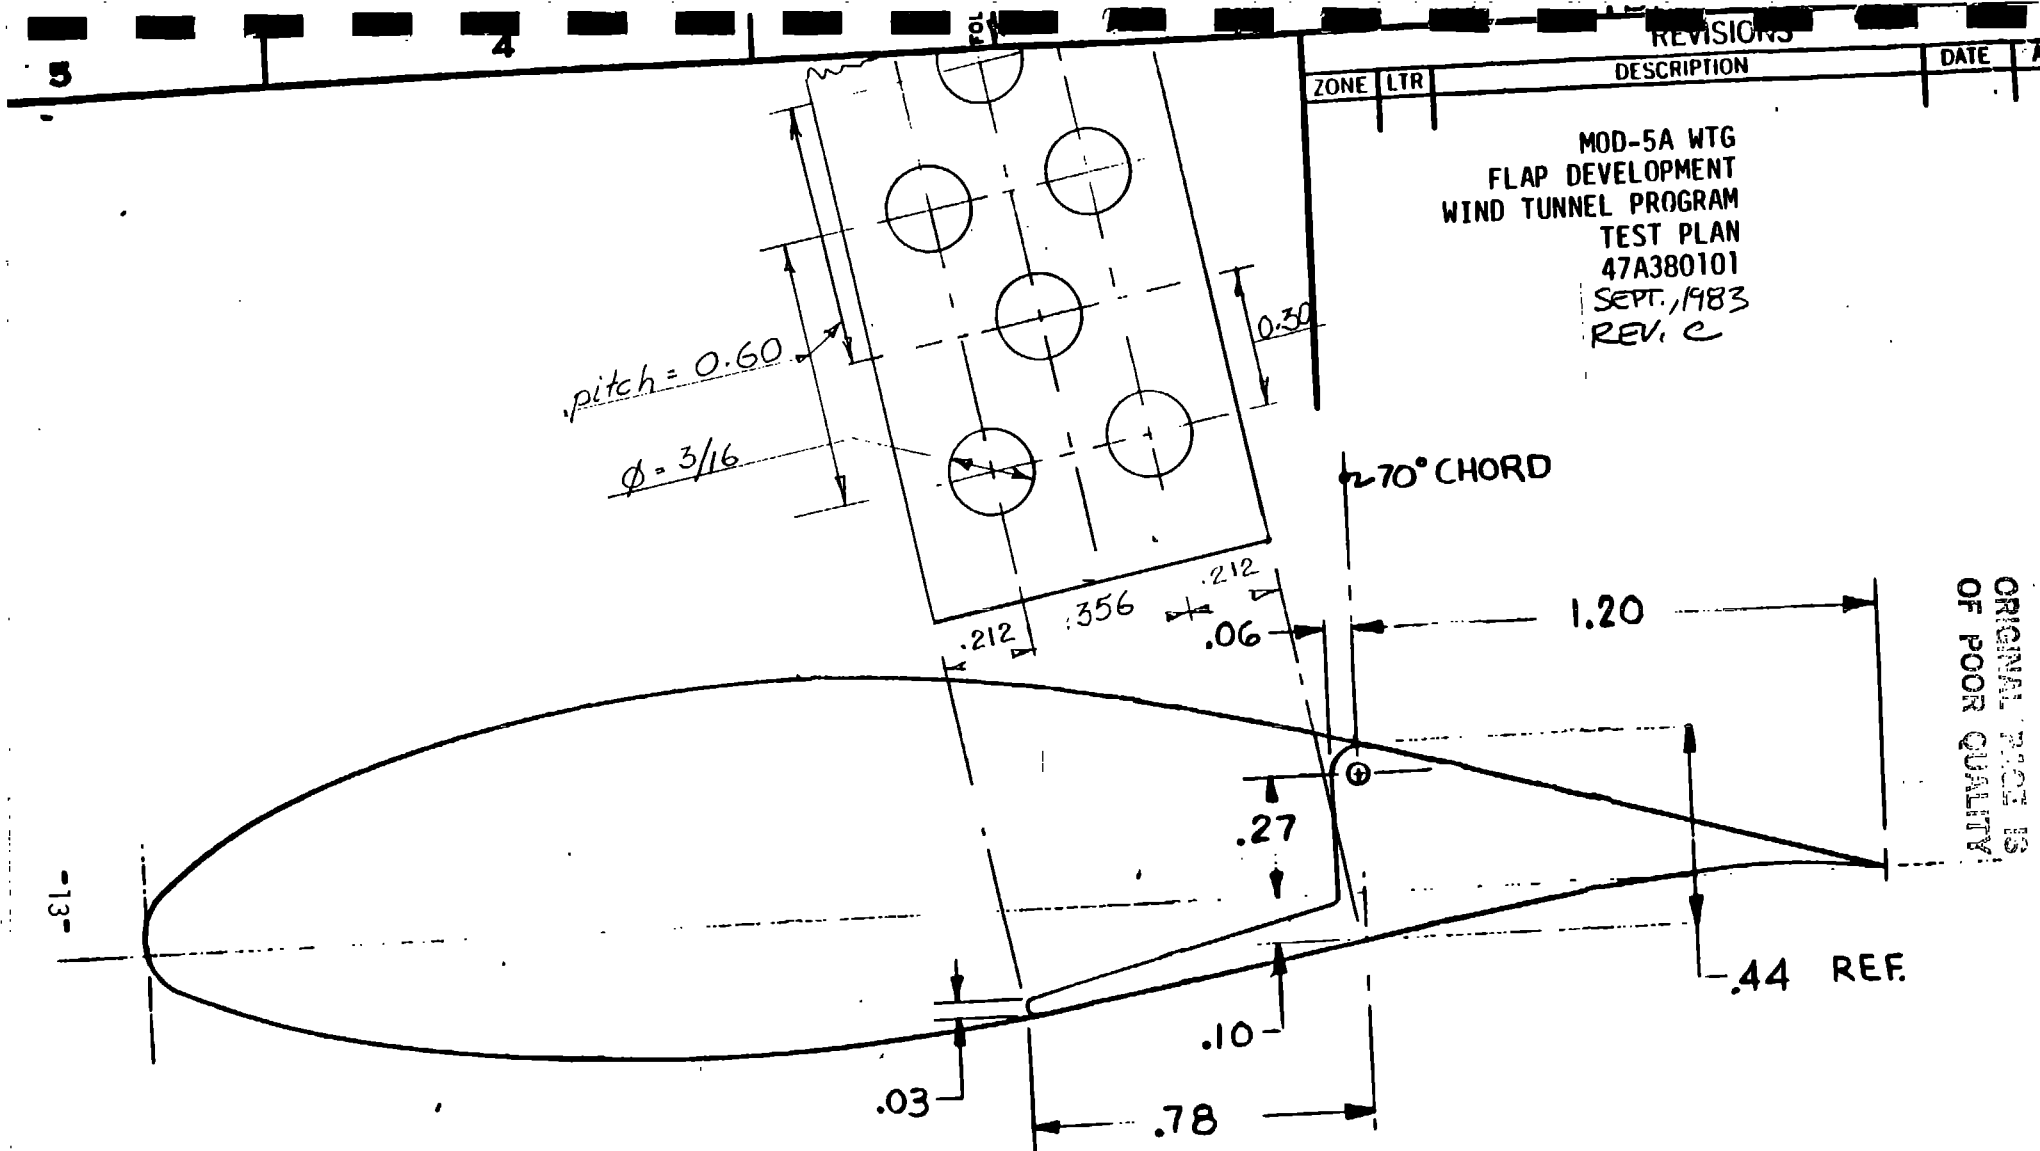 5
4
FOL
REVISIONS
ZONE LTR DESCRIPTION DATE
MOD-5A WTG
FLAP DEVELOPMENT
WIND TUNNEL PROGRAM
TEST PLAN
47A380101
SEPT., 1983
REV. C
pitch = 0.60
0.30
φ = 3/16
70° CHORD
.212
.356
.212
.06
1.20
ORIGINAL PAGE IS
OF POOR QUALITY
.27
-13-
.44 REF.
.10
.03
.78